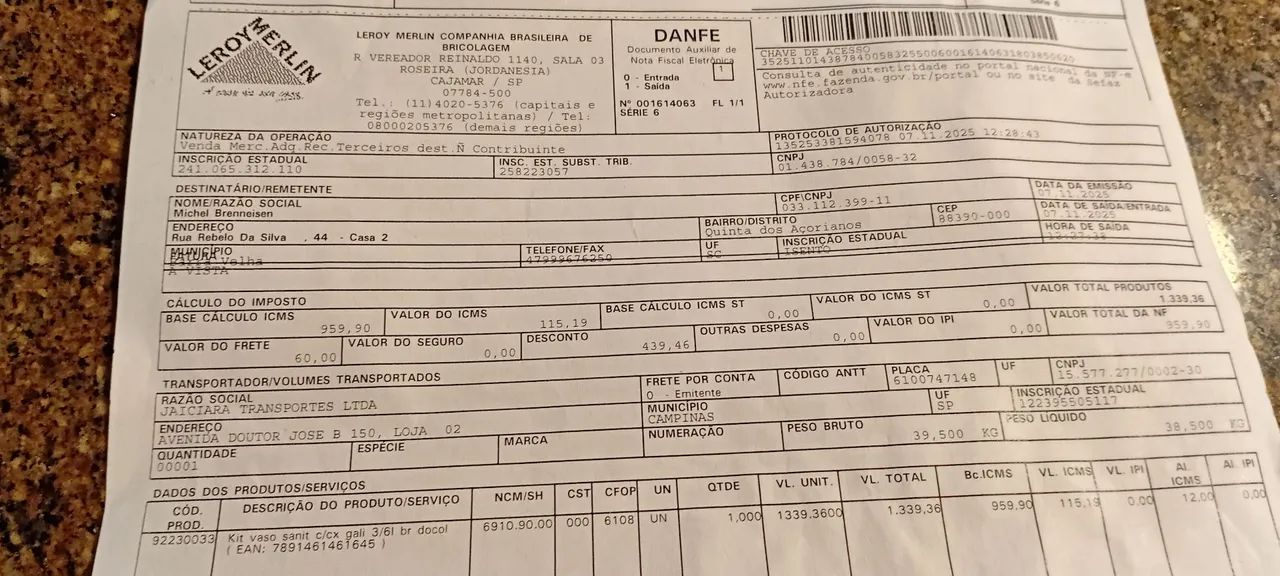 Série 6
LEROY MERLIN
LEROY MERLIN COMPANHIA BRASILEIRA DE
BRICOLAGEM
R VEREADOR REINALDO 1140, SALA 03
ROSEIRA (JORDANESIA)
CAJAMAR / SP
07784-500
Tel.: (11)4020-5376 (capitais e
regiões metropolitanas) / Tel:
08000205376 (demais regiões)
DANFE
Documento Auxiliar de
Nota Fiscal Eletrônica
0 - Entrada
1 - Saída
1
Nº 001614063 FL 1/1
SÉRIE 6
CHAVE DE ACESSO
Consulta de autenticidade no portal nacional da NF-e
www.nfe.fazenda.gov.br/portal ou no site da Sefaz
Autorizadora
NATUREZA DA OPERAÇÃO
Venda Merc.Adq.Rec.Terceiros dest.Ñ Contribuinte
PROTOCOLO DE AUTORIZAÇÃO
135253381594078 07.11.2025 12:28:43
INSCRIÇÃO ESTADUAL
241.065.312.110
INSC. EST. SUBST. TRIB.
258223057
CNPJ
01.438.784/0058-32
DESTINATÁRIO/REMETENTE
NOME/RAZÃO SOCIAL
Michel Brenneisen
CPF\CNPJ
033.112.399-11
DATA DA EMISSÃO
07.11.2025
ENDEREÇO
Rua Rebelo Da Silva , 44 - Casa 2
BAIRRO/DISTRITO
Quinta dos Açorianos
CEP
88390-000
DATA DE SAÍDA/ENTRADA
07.11.2025
MUNICÍPIO
FATURA
Barra Velha
TELEFONE/FAX
47999676250
UF
SC
INSCRIÇÃO ESTADUAL
ISENTO
HORA DE SAÍDA
12:27:38
A VISTA
CÁLCULO DO IMPOSTO
BASE CÁLCULO ICMS
959,90
VALOR DO ICMS
115,19
BASE CÁLCULO ICMS ST
0,00
VALOR DO ICMS ST
0,00
VALOR TOTAL PRODUTOS
1.339,36
VALOR DO FRETE
60,00
VALOR DO SEGURO
0,00
DESCONTO
439,46
OUTRAS DESPESAS
0,00
VALOR DO IPI
0,00
VALOR TOTAL DA NF
959,90
TRANSPORTADOR/VOLUMES TRANSPORTADOS
RAZÃO SOCIAL
JAICIARA TRANSPORTES LTDA
FRETE POR CONTA
0 - Emitente
CÓDIGO ANTT
PLACA
6100747148
UF
CNPJ
15.577.277/0002-30
ENDEREÇO
AVENIDA DOUTOR JOSE B 150, LOJA 02
MUNICÍPIO
CAMPINAS
UF
SP
INSCRIÇÃO ESTADUAL
122395505117
QUANTIDADE
00001
ESPÉCIE
MARCA
NUMERAÇÃO
PESO BRUTO
39,500 KG
PESO LÍQUIDO
38,500 KG
DADOS DOS PRODUTOS/SERVIÇOS
CÓD. PROD. DESCRIÇÃO DO PRODUTO/SERVIÇO NCM/SH CST CFOP UN QTDE VL. UNIT. VL. TOTAL Bc.ICMS VL. ICMS VL. IPI Al. ICMS Al. IPI
92230033 Kit vaso sanit c/cx gali 3/6l br docol 6910.90.00 000 6108 UN 1,000 1339.3600 1.339,36 959,90 115,19 0,00 12,00 0,00
( EAN: 7891461461645 )